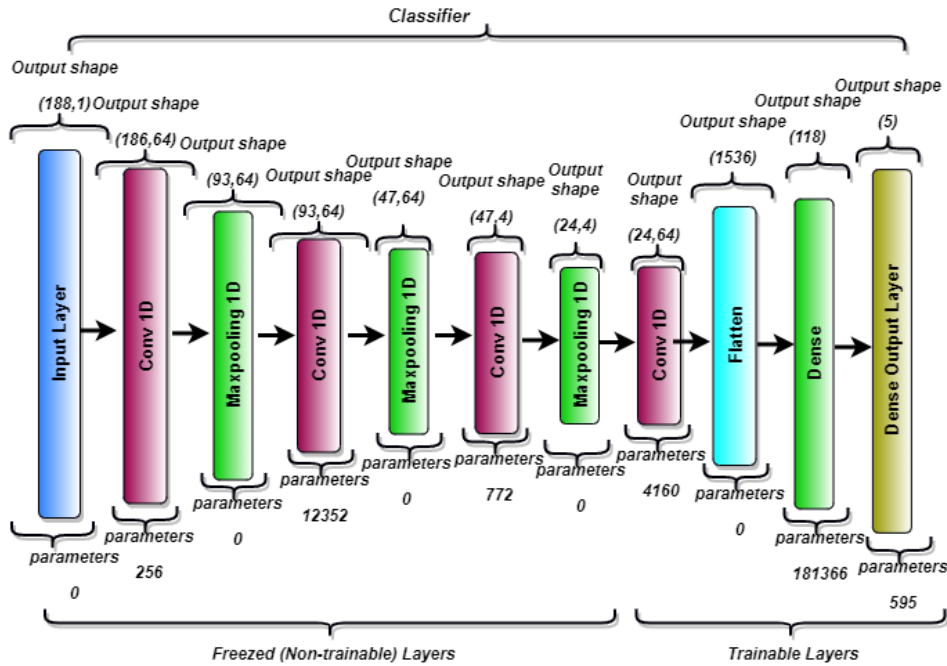 Classifier
Output shape
(188,1)
Input Layer
parameters
0
Output shape
(186,64)
Conv 1D
parameters
256
Output shape
(93,64)
Maxpooling 1D
parameters
0
Output shape
(93,64)
Conv 1D
parameters
12352
Output shape
(47,64)
Maxpooling 1D
parameters
0
Output shape
(47,4)
Conv 1D
parameters
772
Output
shape
(24,4)
Maxpooling 1D
parameters
0
Output
shape
(24,64)
Conv 1D
parameters
4160
Output shape
(1536)
Flatten
parameters
0
Output shape
(118)
Dense
parameters
181366
Output shape
(5)
Dense Output Layer
parameters
595
Freezed (Non-trainable) Layers
Trainable Layers